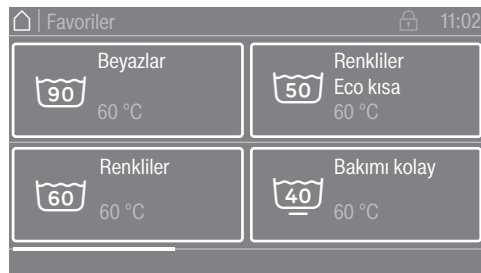 Favoriler 11:02
Beyazlar
90
60 °C
Renkliler
Eco kısa
50
60 °C
Renkliler
60
60 °C
Bakımı kolay
40
60 °C